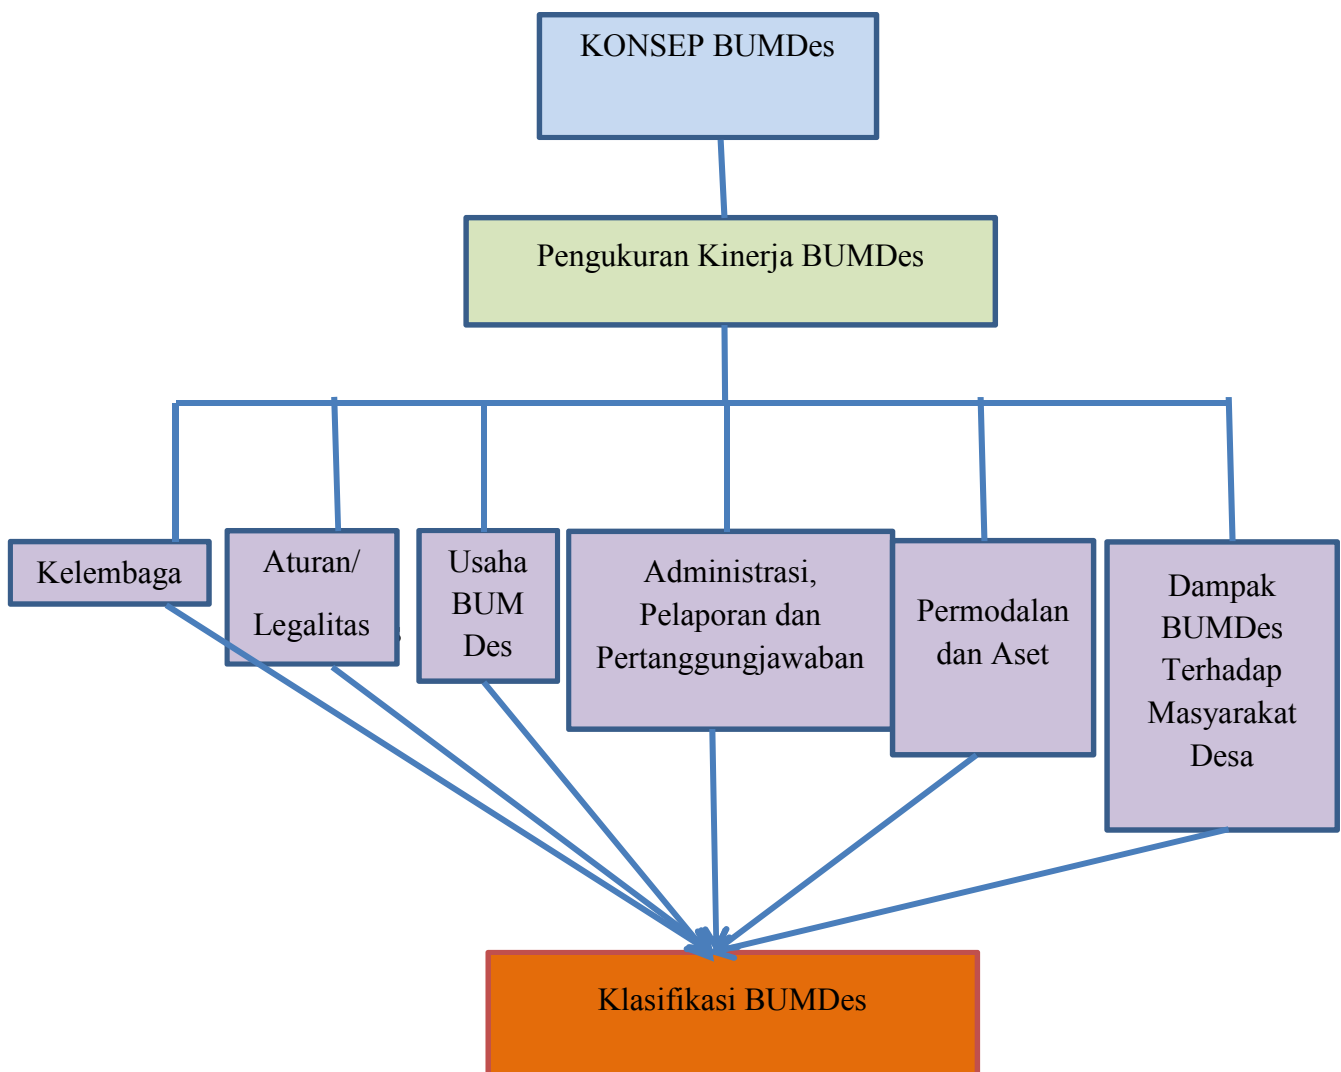 KONSEP BUMDes
Pengukuran Kinerja BUMDes
Kelembaga
Aturan/
Legalitas
Usaha
BUM
Des
Administrasi,
Pelaporan dan
Pertanggungjawaban
Permodalan
dan Aset
Dampak
BUMDes
Terhadap
Masyarakat
Desa
Klasifikasi BUMDes